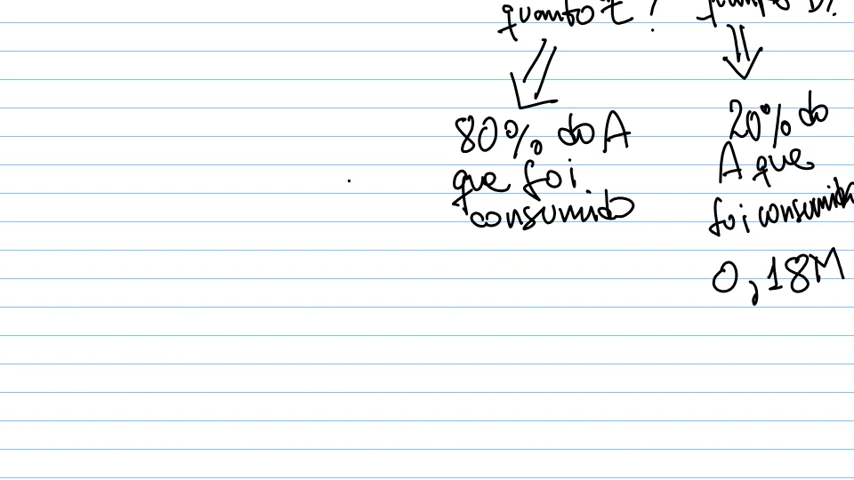 quanto E?
80% do A
que foi
consumido
20% do
A que
foi consumido
0,18M